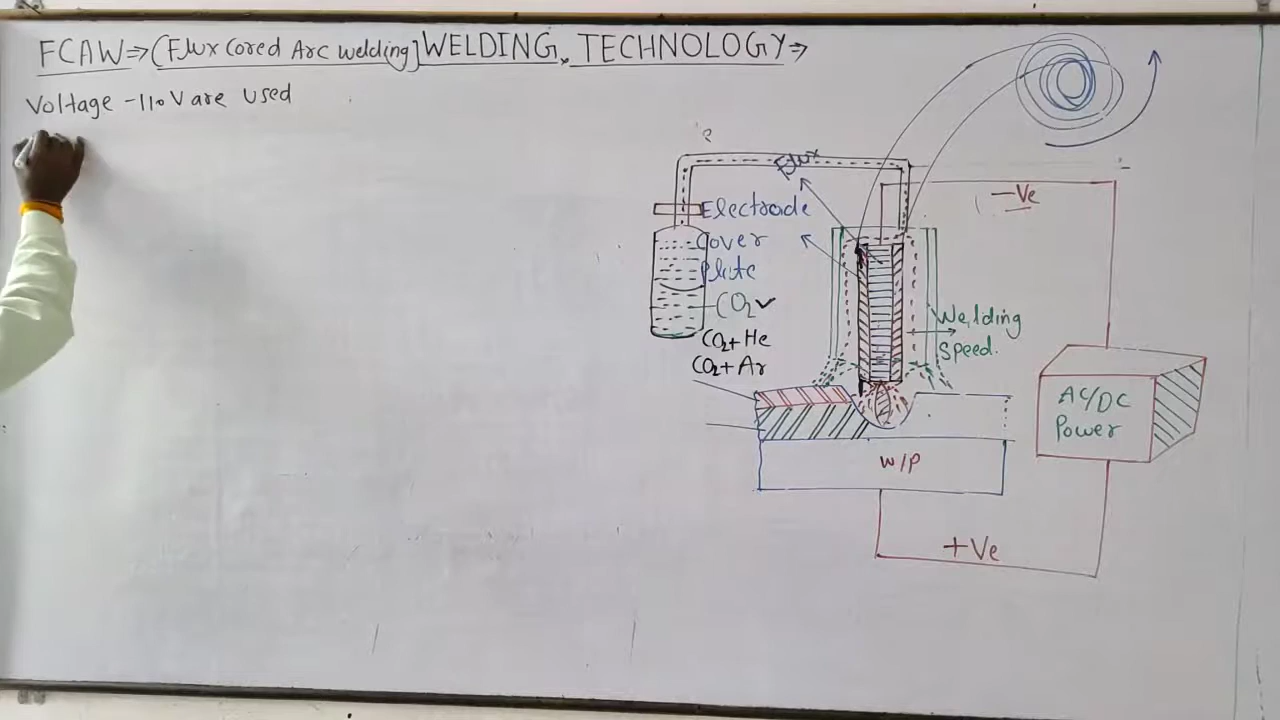 FCAW⇒(Flux Cored Arc welding] WELDING, TECHNOLOGY⇒
Voltage -110V are used
Flux
Electrode
Cover
plate
CO₂ ✓
CO₂+He
CO₂+Ar
-Ve
Welding
Speed.
AC/DC
Power
W/P
+Ve